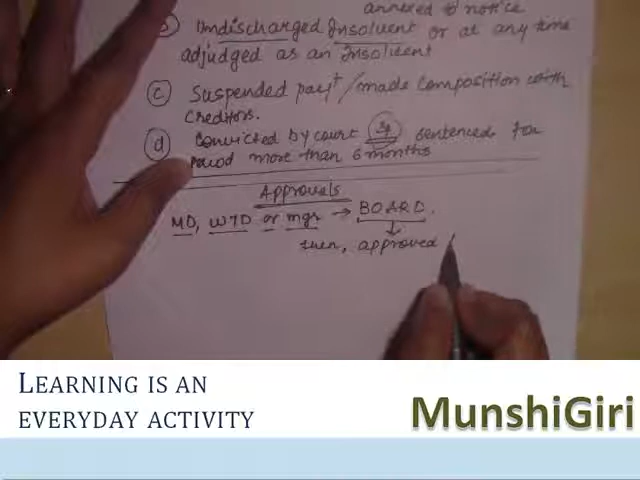 annexed to notice
b) Undischarged Insolvent or at any time
adjudged as an Insolvent
c) Suspended paytt / made composition with
creditors.
d) Convicted by court & sentenced for
period more than 6 months
Approvals
MD, WTD or mgr → BOARD.
then, approved
LEARNING IS AN
EVERYDAY ACTIVITY
MunshiGiri